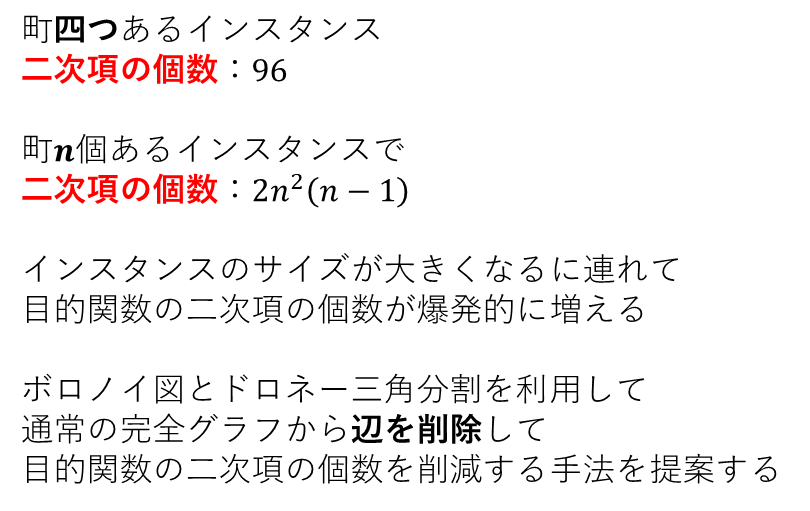 町四つあるインスタンス
二次項の個数：96
町n個あるインスタンスで
二次項の個数：2n²(n − 1)
インスタンスのサイズが大きくなるに連れて
目的関数の二次項の個数が爆発的に増える
ボロノイ図とドロネー三角分割を利用して
通常の完全グラフから辺を削除して
目的関数の二次項の個数を削減する手法を提案する